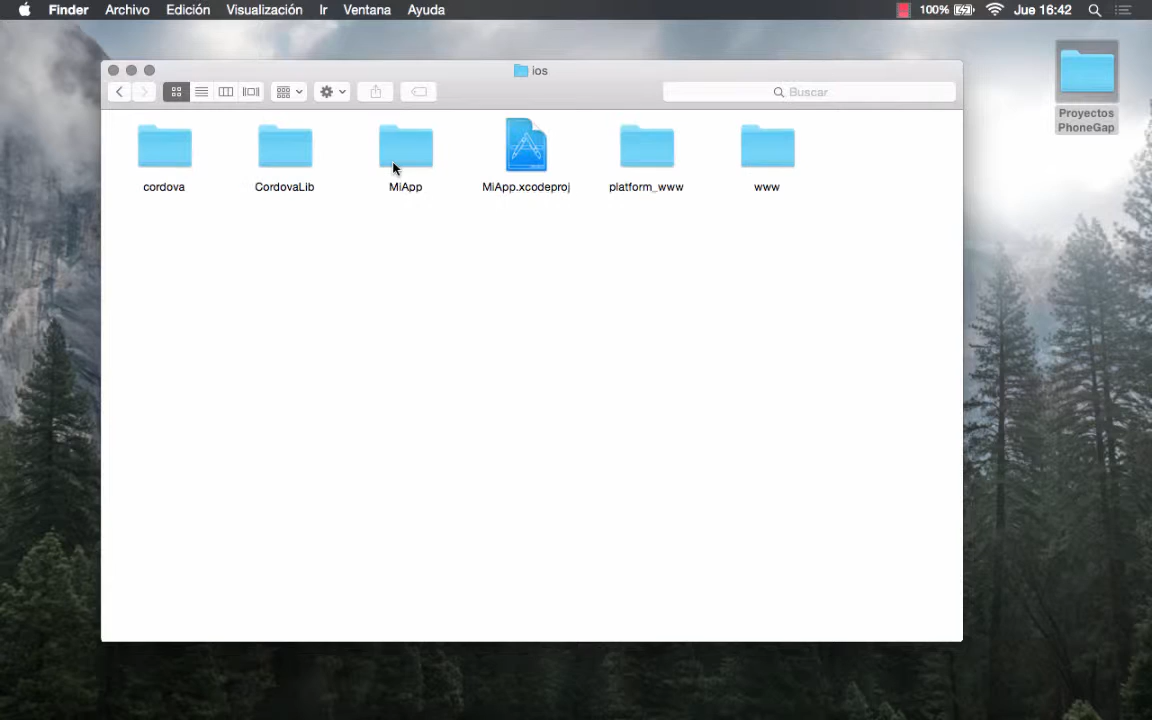 Finder Archivo Edición Visualización Ir Ventana Ayuda 100% Jue 16:42
ios
Buscar
Proyectos
PhoneGap
cordova CordovaLib MiApp MiApp.xcodeproj platform_www www